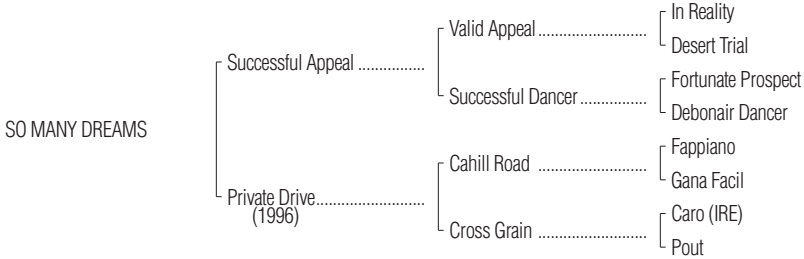 In Reality
Valid Appeal ..........................
Desert Trial
Successful Appeal ................
Fortunate Prospect
Successful Dancer ................
Debonair Dancer
SO MANY DREAMS
Fappiano
Cahill Road ..........................
Gana Facil
Private Drive..........................
(1996)
Caro (IRE)
Cross Grain ..........................
Pout